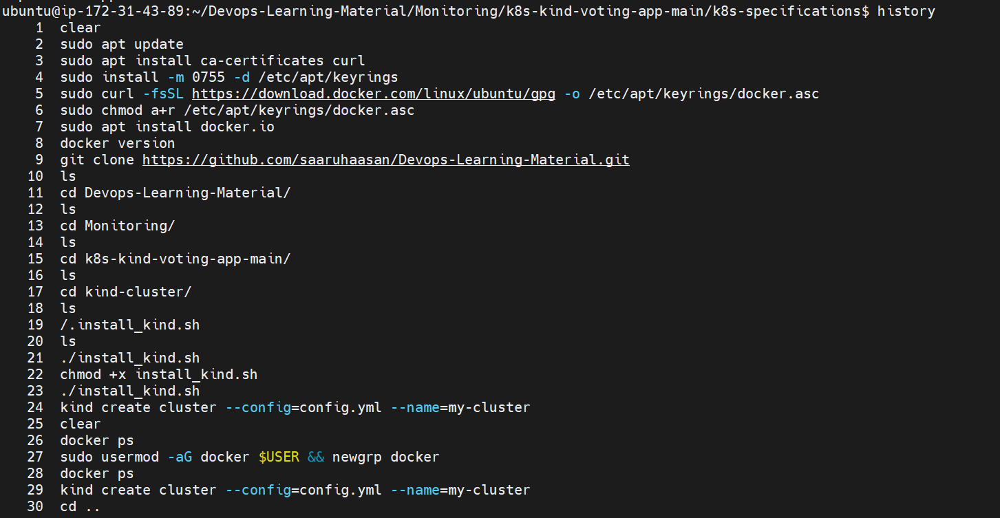 ubuntu@ip-172-31-43-89:~/Devops-Learning-Material/Monitoring/k8s-kind-voting-app-main/k8s-specifications$ history
1 clear
2 sudo apt update
3 sudo apt install ca-certificates curl
4 sudo install -m 0755 -d /etc/apt/keyrings
5 sudo curl -fsSL https://download.docker.com/linux/ubuntu/gpg -o /etc/apt/keyrings/docker.asc
6 sudo chmod a+r /etc/apt/keyrings/docker.asc
7 sudo apt install docker.io
8 docker version
9 git clone https://github.com/saaruhaasan/Devops-Learning-Material.git
10 ls
11 cd Devops-Learning-Material/
12 ls
13 cd Monitoring/
14 ls
15 cd k8s-kind-voting-app-main/
16 ls
17 cd kind-cluster/
18 ls
19 /.install_kind.sh
20 ls
21 ./install_kind.sh
22 chmod +x install_kind.sh
23 ./install_kind.sh
24 kind create cluster --config=config.yml --name=my-cluster
25 clear
26 docker ps
27 sudo usermod -aG docker $USER && newgrp docker
28 docker ps
29 kind create cluster --config=config.yml --name=my-cluster
30 cd ..